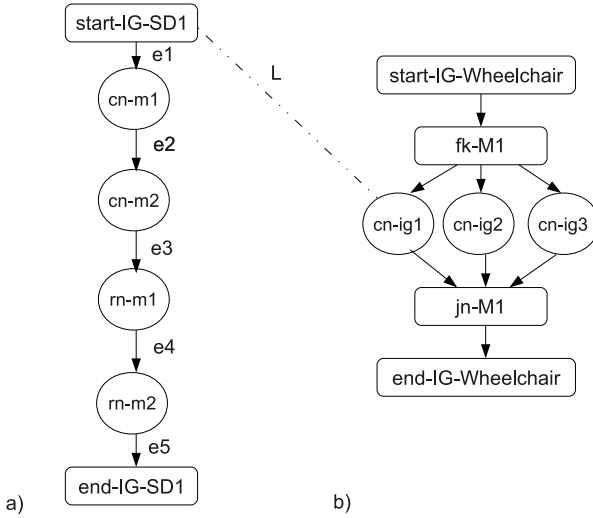 start-IG-SD1
e1
cn-m1
e2
cn-m2
e3
rn-m1
e4
rn-m2
e5
end-IG-SD1
a)
L
start-IG-Wheelchair
fk-M1
cn-ig1
cn-ig2
cn-ig3
jn-M1
end-IG-Wheelchair
b)